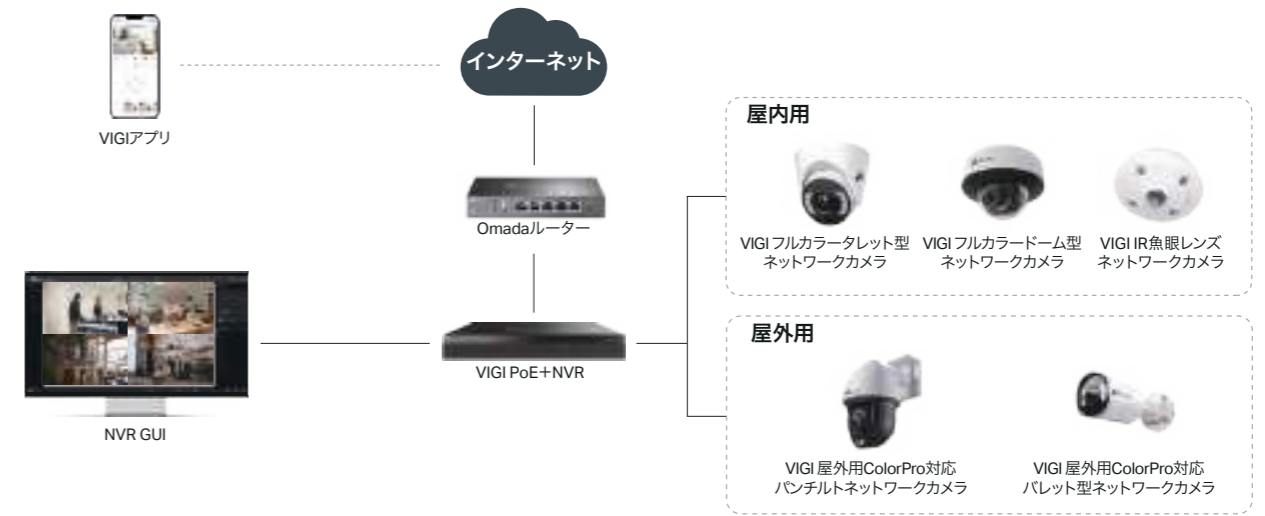 インターネット
VIGIアプリ
Omadaルーター
NVR GUI
VIGI PoE+NVR
屋内用
VIGI フルカラータレット型
ネットワークカメラ
VIGI フルカラードーム型
ネットワークカメラ
VIGI IR魚眼レンズ
ネットワークカメラ
屋外用
VIGI 屋外用ColorPro対応
パンチルトネットワークカメラ
VIGI 屋外用ColorPro対応
バレット型ネットワークカメラ